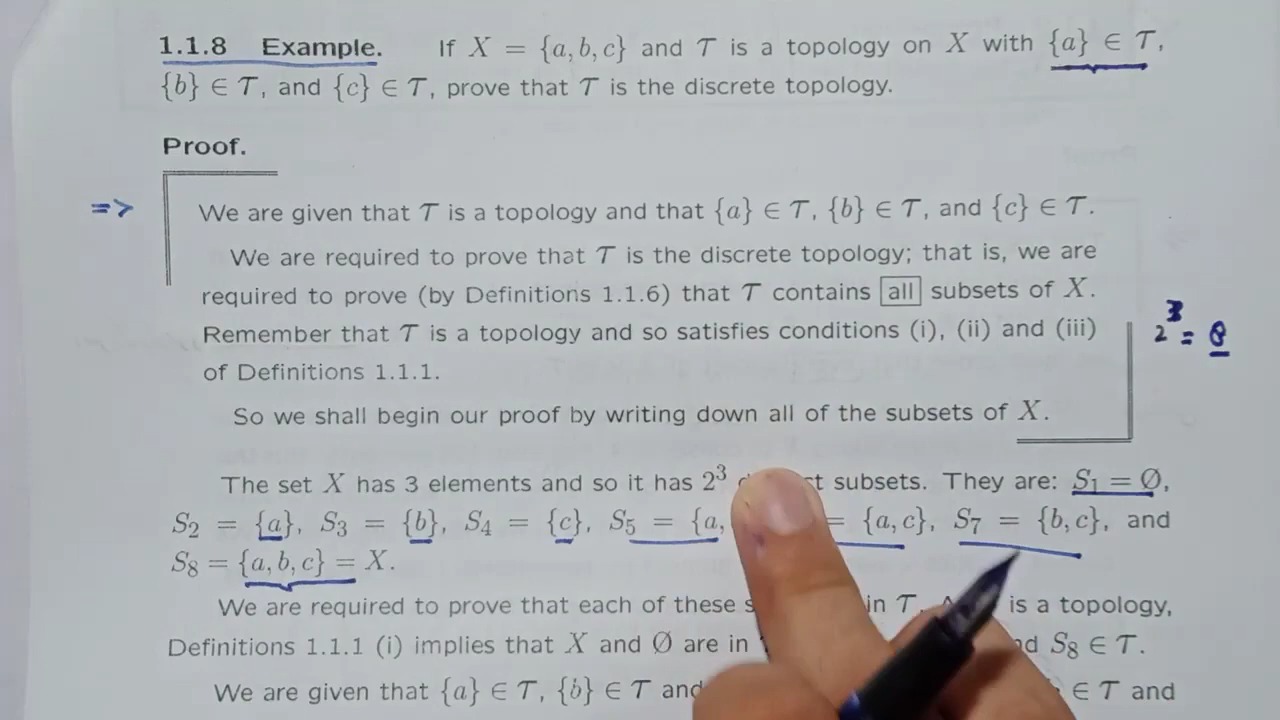 1.1.8 Example. If X = {a, b, c} and 𝒯 is a topology on X with {a} ∈ 𝒯,
{b} ∈ 𝒯, and {c} ∈ 𝒯, prove that 𝒯 is the discrete topology.
Proof.
=> We are given that 𝒯 is a topology and that {a} ∈ 𝒯, {b} ∈ 𝒯, and {c} ∈ 𝒯.
We are required to prove that 𝒯 is the discrete topology; that is, we are
required to prove (by Definitions 1.1.6) that 𝒯 contains all subsets of X.
Remember that 𝒯 is a topology and so satisfies conditions (i), (ii) and (iii)
2³ = 8
of Definitions 1.1.1.
So we shall begin our proof by writing down all of the subsets of X.
The set X has 3 elements and so it has 2³ subsets. They are: S₁ = Ø,
S₂ = {a}, S₃ = {b}, S₄ = {c}, S₅ = {a, = {a, c}, S₇ = {b, c}, and
S₈ = {a, b, c} = X.
We are required to prove that each of these in 𝒯. is a topology,
Definitions 1.1.1 (i) implies that X and Ø are in S₈ ∈ 𝒯.
We are given that {a} ∈ 𝒯, {b} ∈ 𝒯 and ∈ 𝒯 and